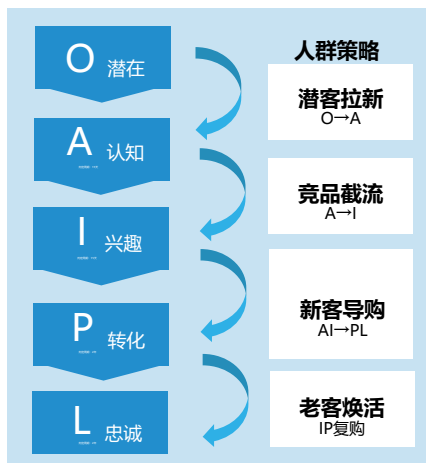 O 潜在
A 认知
I 兴趣
P 转化
L 忠诚
人群策略
潜客拉新
O→A
竞品截流
A→I
新客导购
AI→PL
老客焕活
IP复购